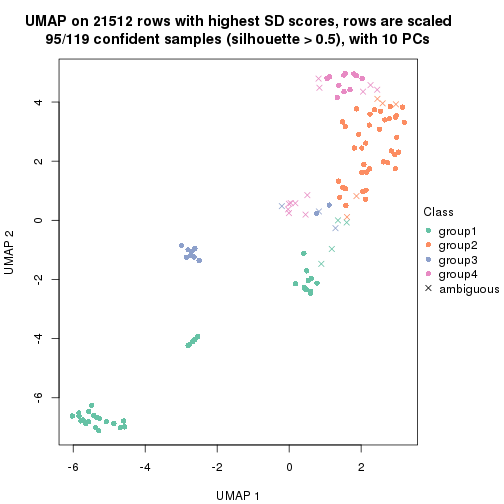 UMAP on 21512 rows with highest SD scores, rows are scaled
95/119 confident samples (silhouette > 0.5), with 10 PCs
4
2
0
-2
-4
-6
UMAP 2
-6
-4
-2
0
2
UMAP 1
Class
group1
group2
group3
group4
ambiguous